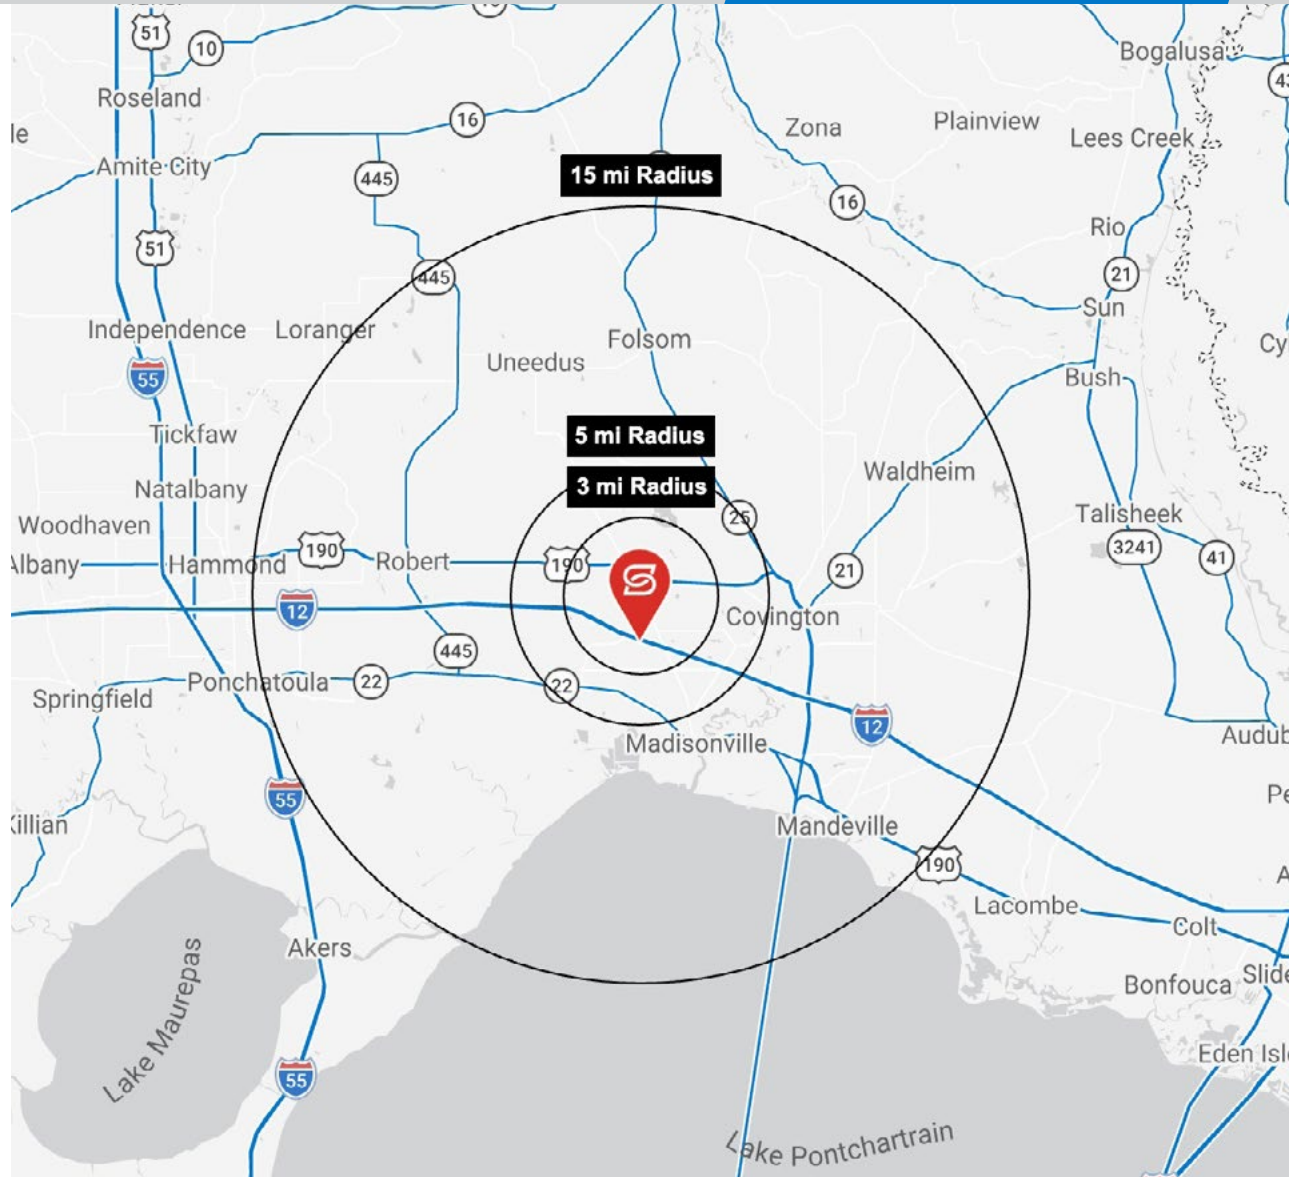 51
10
Roseland
16
Zona
Plainview
Bogalusa
Lees Creek
Amite City
445
15 mi Radius
16
51
445
Rio
21
Sun
Independence
Loranger
Folsom
Uneedus
55
Bush
Tickfaw
5 mi Radius
Waldheim
Natalbany
3 mi Radius
Woodhaven
25
Talisheek
3241
41
Albany
Hammond
190
Robert
190
21
12
Covington
445
Springfield
Ponchatoula
22
22
12
Madisonville
55
Mandeville
190
Lacombe
Colt
Akers
Lake Maurepas
Bonfouca
55
Lake Pontchartrain